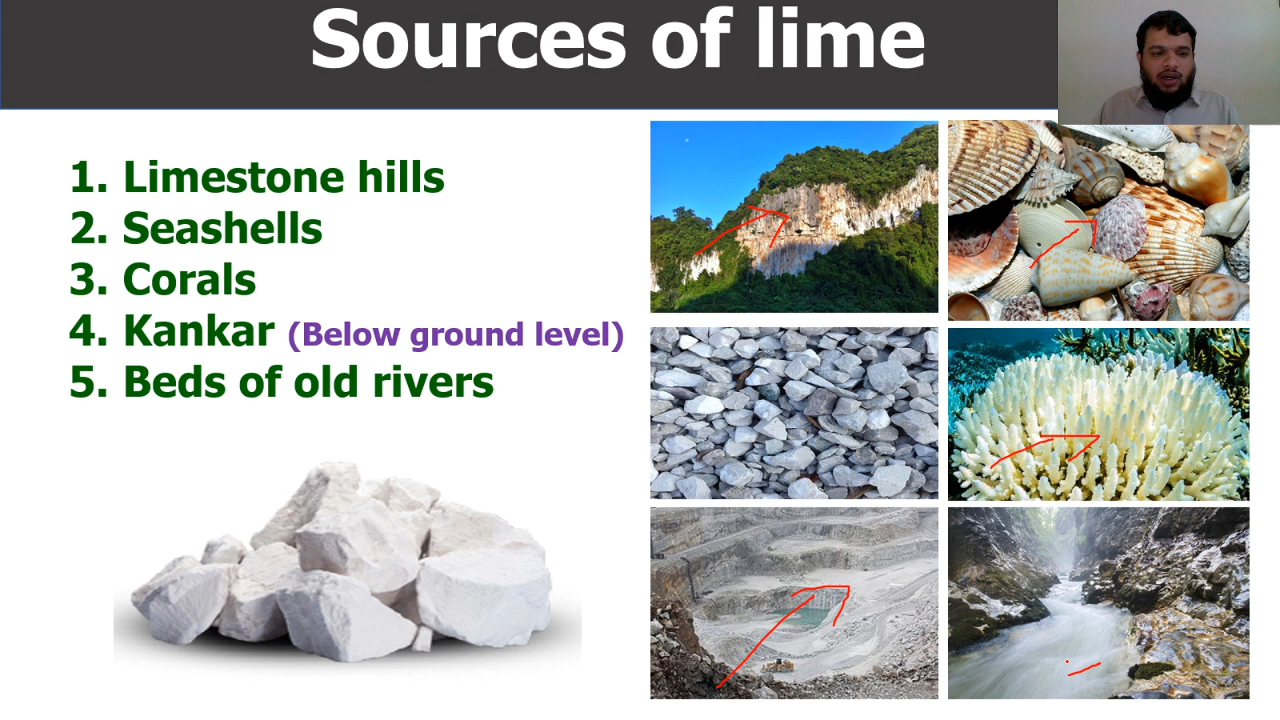 Sources of lime
1. Limestone hills
2. Seashells
3. Corals
4. Kankar (Below ground level)
5. Beds of old rivers